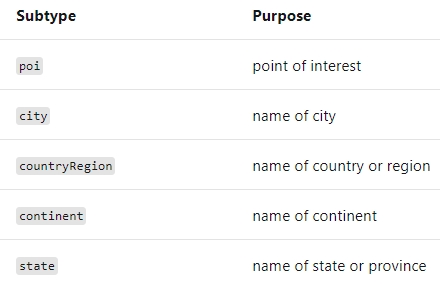 Subtype Purpose
poi point of interest
city name of city
countryRegion name of country or region
continent name of continent
state name of state or province